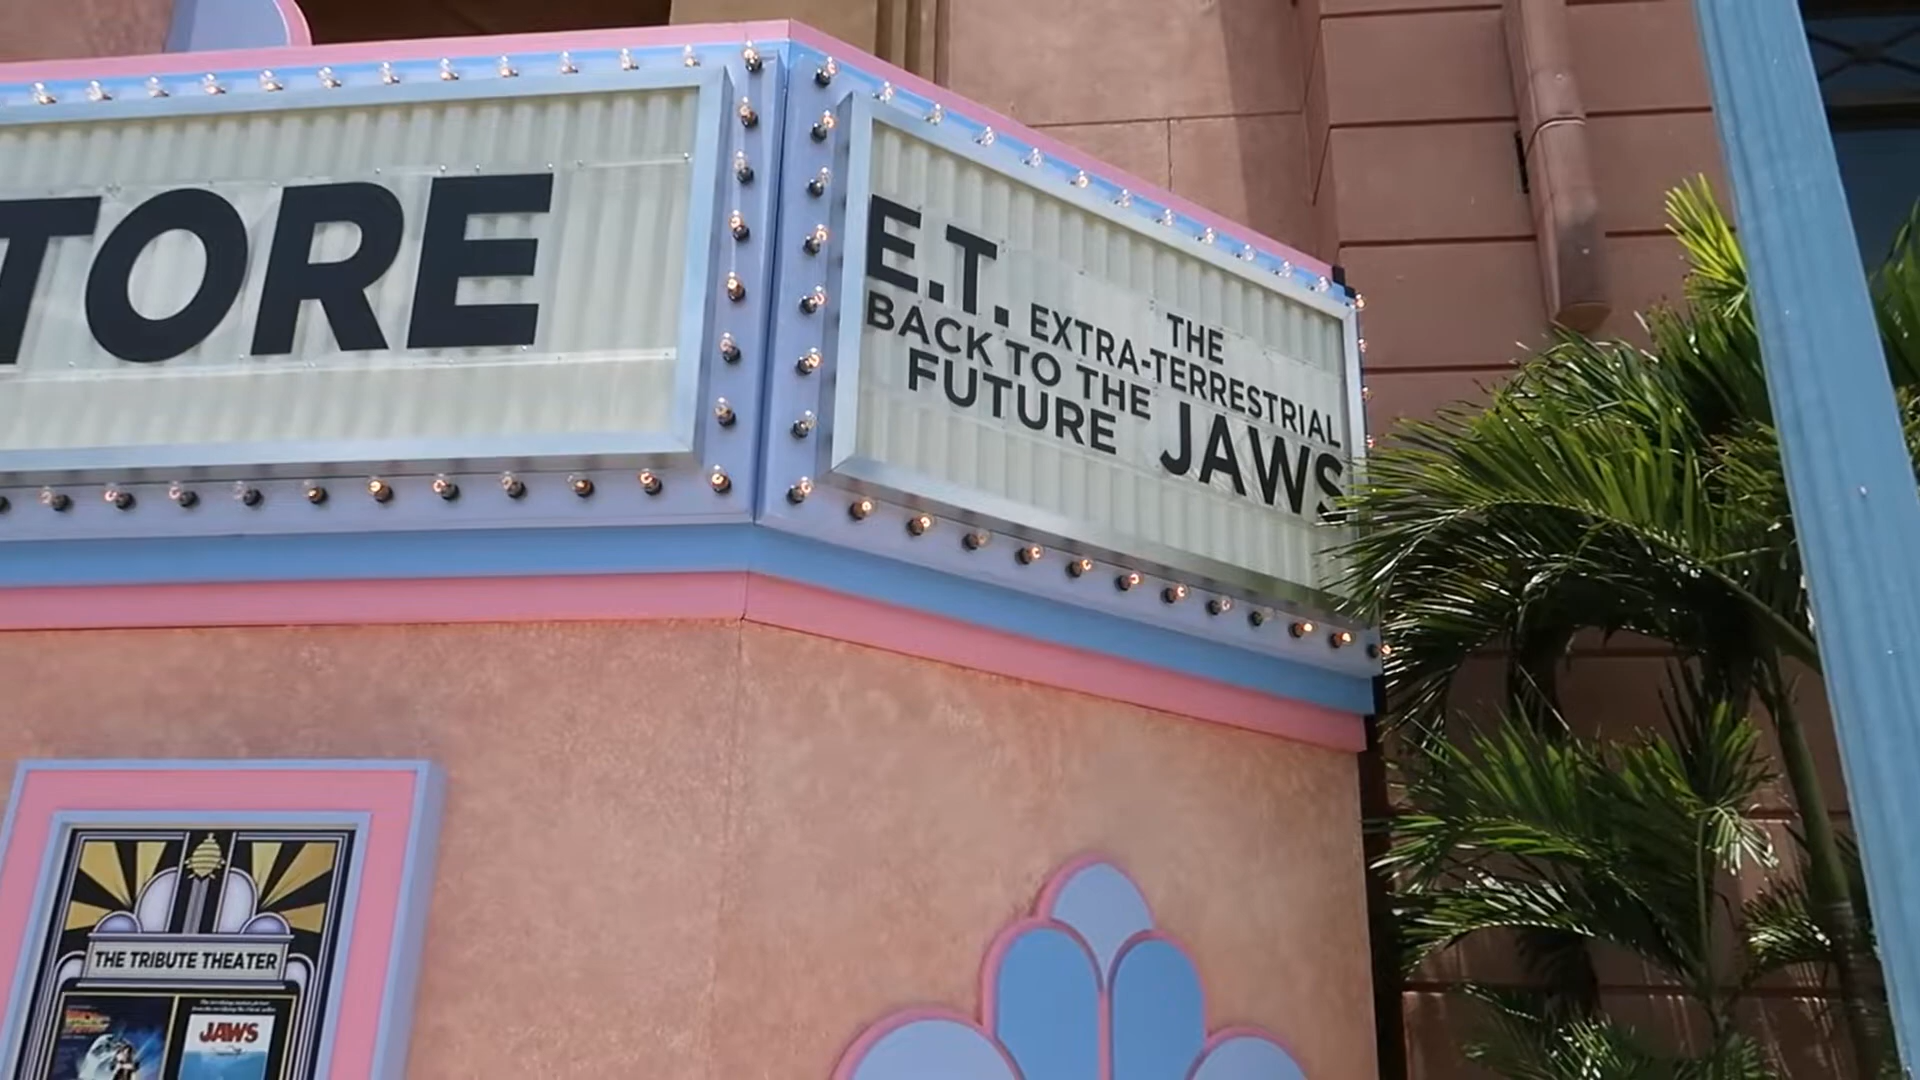 TORE
E.T. THE EXTRA-TERRESTRIAL
BACK TO THE FUTURE
JAWS
THE TRIBUTE THEATER
JAWS